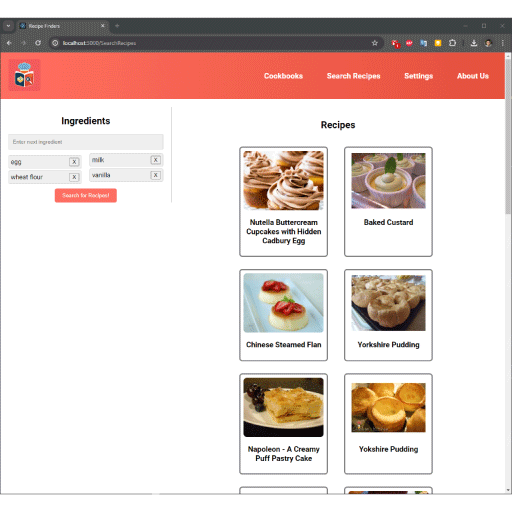 Recipe Finders
localhost:5000/SearchRecipes
Cookbooks
Search Recipes
Settings
About Us
Ingredients
Enter next ingredient
egg X
milk X
wheat flour X
vanilla X
Search for Recipes!
Recipes
Nutella Buttercream
Cupcakes with Hidden
Cadbury Egg
Baked Custard
Chinese Steamed Flan
Yorkshire Pudding
Napoleon - A Creamy
Puff Pastry Cake
Yokshire Pudding